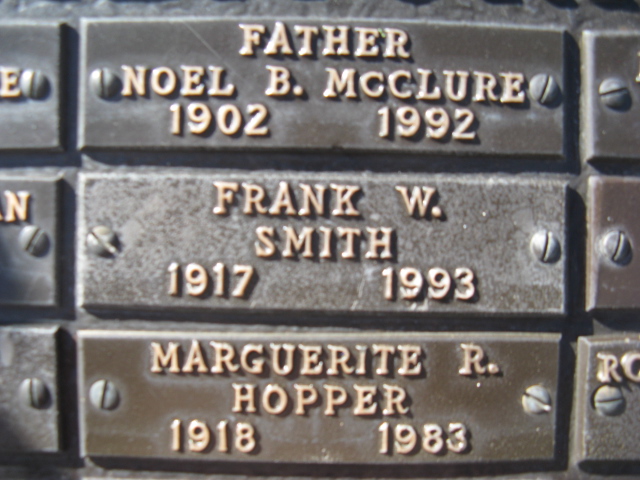 FATHER
NOEL B. MCCLURE
1902 1992
FRANK W.
SMITH
1917 1993
MARGUERITE R.
HOPPER
1918 1983